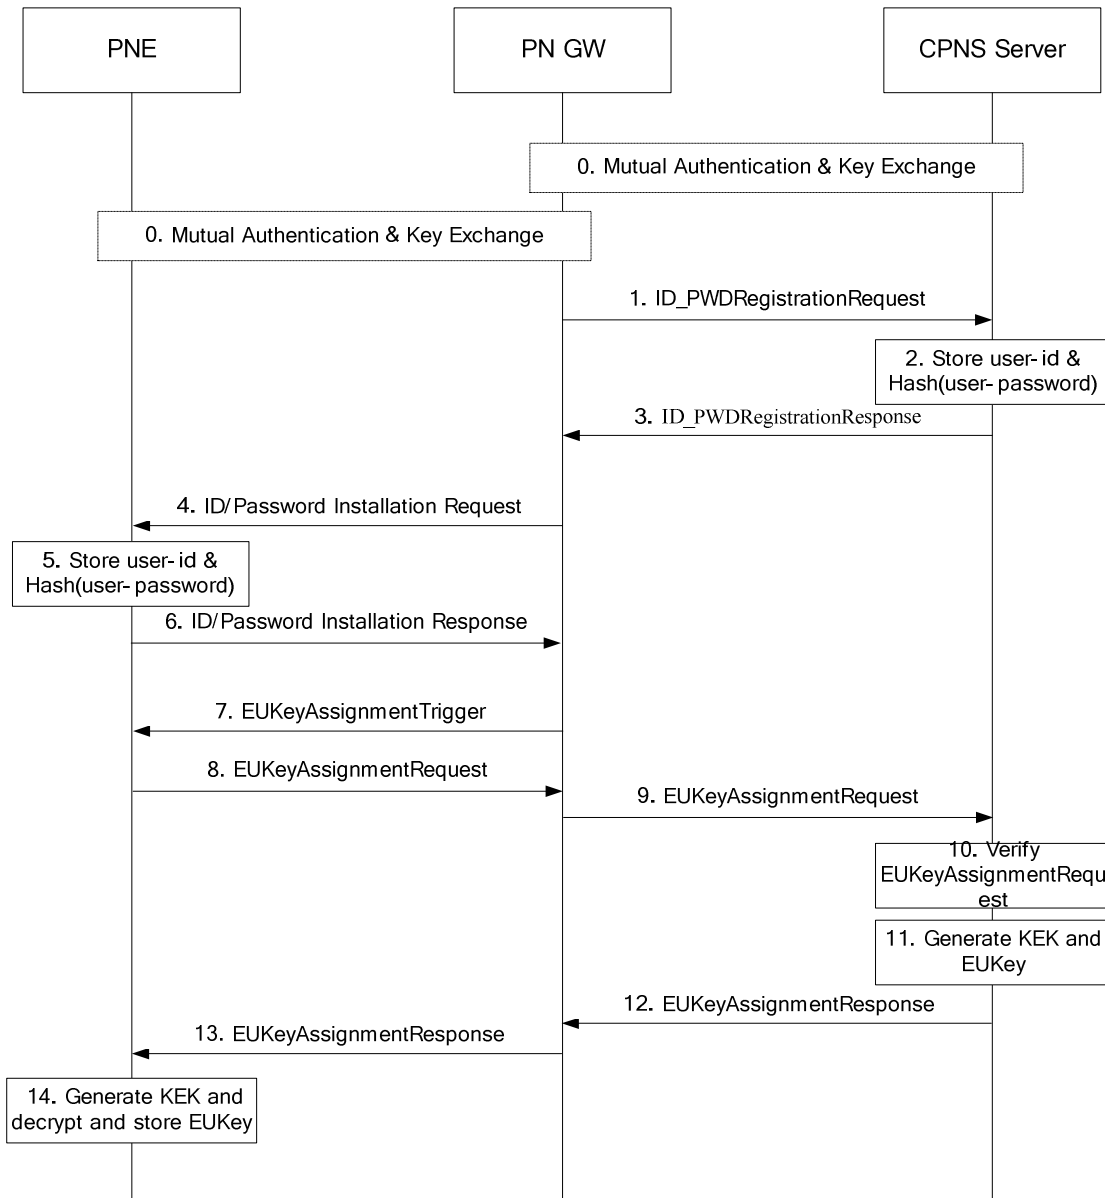 PNE
PN GW
CPNS Server
0. Mutual Authentication & Key Exchange
0. Mutual Authentication & Key Exchange
1. ID_PWDRegistrationRequest
2. Store user-id &
Hash(user-password)
3. ID_PWDRegistrationResponse
4. ID/Password Installation Request
5. Store user-id &
Hash(user-password)
6. ID/Password Installation Response
7. EUKeyAssignmentTrigger
8. EUKeyAssignmentRequest
9. EUKeyAssignmentRequest
10. Verify
EUKeyAssignmentRequ
est
11. Generate KEK and
EUKey
12. EUKeyAssignmentResponse
13. EUKeyAssignmentResponse
14. Generate KEK and
decrypt and store EUKey